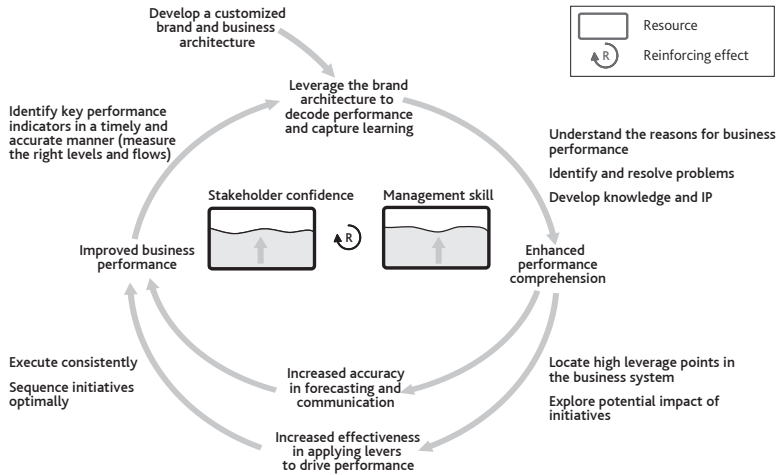 Develop a customized
brand and business
architecture
Resource
R
Reinforcing effect
Leverage the brand
architecture to
decode performance
and capture learning
Identify key performance
indicators in a timely and
accurate manner (measure
the right levels and flows)
Understand the reasons for business
performance
Identify and resolve problems
Develop knowledge and IP
Stakeholder confidence
Management skill
R
Improved business
performance
Enhanced
performance
comprehension
Execute consistently
Sequence initiatives
optimally
Increased accuracy
in forecasting and
communication
Locate high leverage points in
the business system
Explore potential impact of
initiatives
Increased effectiveness
in applying levers
to drive performance